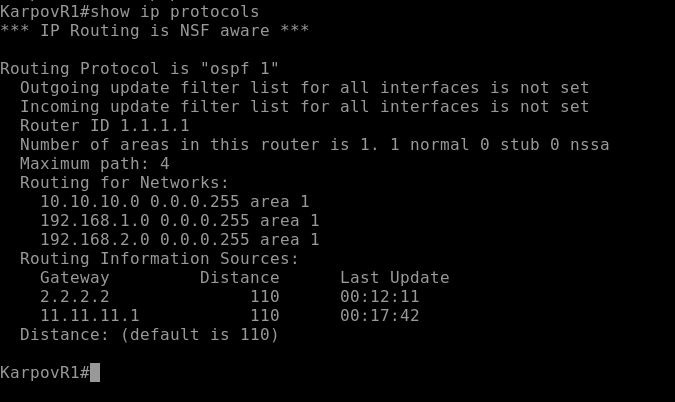 KarpovR1#show ip protocols
*** IP Routing is NSF aware ***
Routing Protocol is "ospf 1"
Outgoing update filter list for all interfaces is not set
Incoming update filter list for all interfaces is not set
Router ID 1.1.1.1
Number of areas in this router is 1. 1 normal 0 stub 0 nssa
Maximum path: 4
Routing for Networks:
10.10.10.0 0.0.0.255 area 1
192.168.1.0 0.0.0.255 area 1
192.168.2.0 0.0.0.255 area 1
Routing Information Sources:
Gateway Distance Last Update
2.2.2.2 110 00:12:11
11.11.11.1 110 00:17:42
Distance: (default is 110)
KarpovR1#